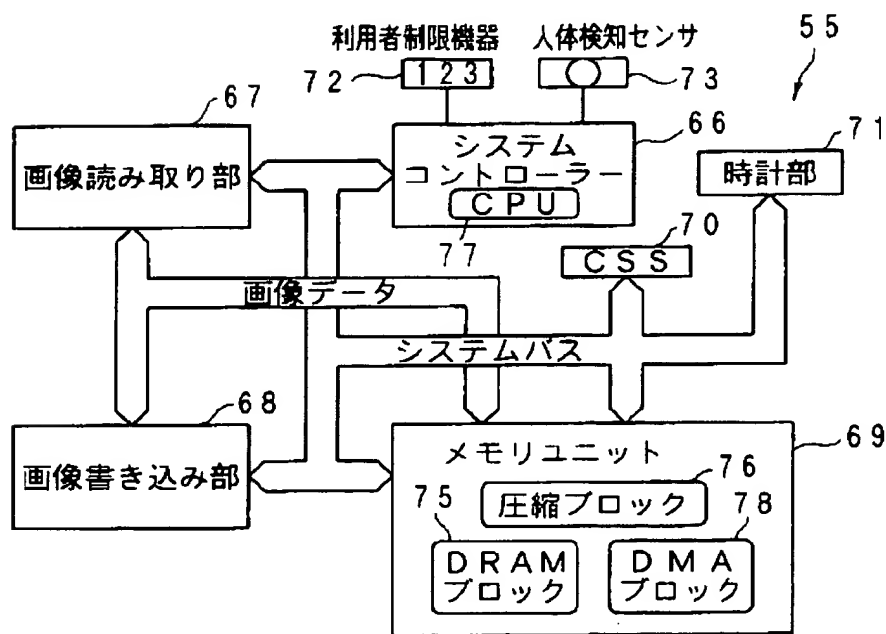 利用者制限機器
人体検知センサ
55
72
123
73
67
66
71
画像読み取り部
システム
コントローラー
CPU
77
時計部
70
CSS
画像データ
システムバス
68
69
画像書き込み部
メモリユニット
76
圧縮ブロック
75
78
DRAM
ブロック
DMA
ブロック